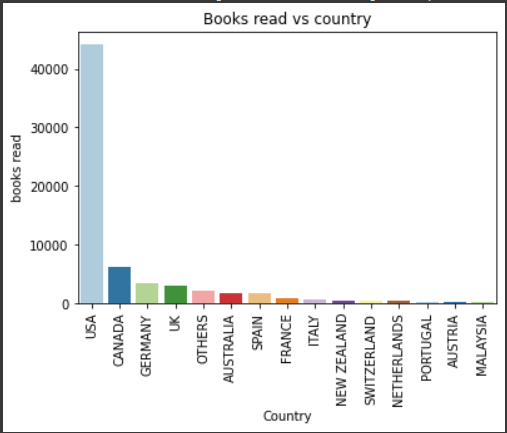 Books read vs country
books read
40000
30000
20000
10000
0
USA
CANADA
GERMANY
UK
OTHERS
AUSTRALIA
SPAIN
FRANCE
ITALY
NEW ZEALAND
SWITZERLAND
NETHERLANDS
PORTUGAL
AUSTRIA
MALAYSIA
Country